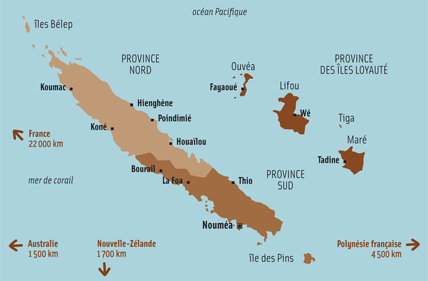 océan Pacifique
îles Bélep
PROVINCE
NORD
Ouvéa
PROVINCE
DES ÎLES LOYAUTÉ
Koumac
Fayaoué
Lifou
Hienghène
Wé
Poindimié
Tiga
Koné
France
22 000 km
Houaïlou
Maré
Tadine
Bourail
mer de corail
La Foa
Thio
PROVINCE
SUD
Nouméa
Australie
1 500 km
Nouvelle-Zélande
1 700 km
île des Pins
Polynésie française
4 500 km